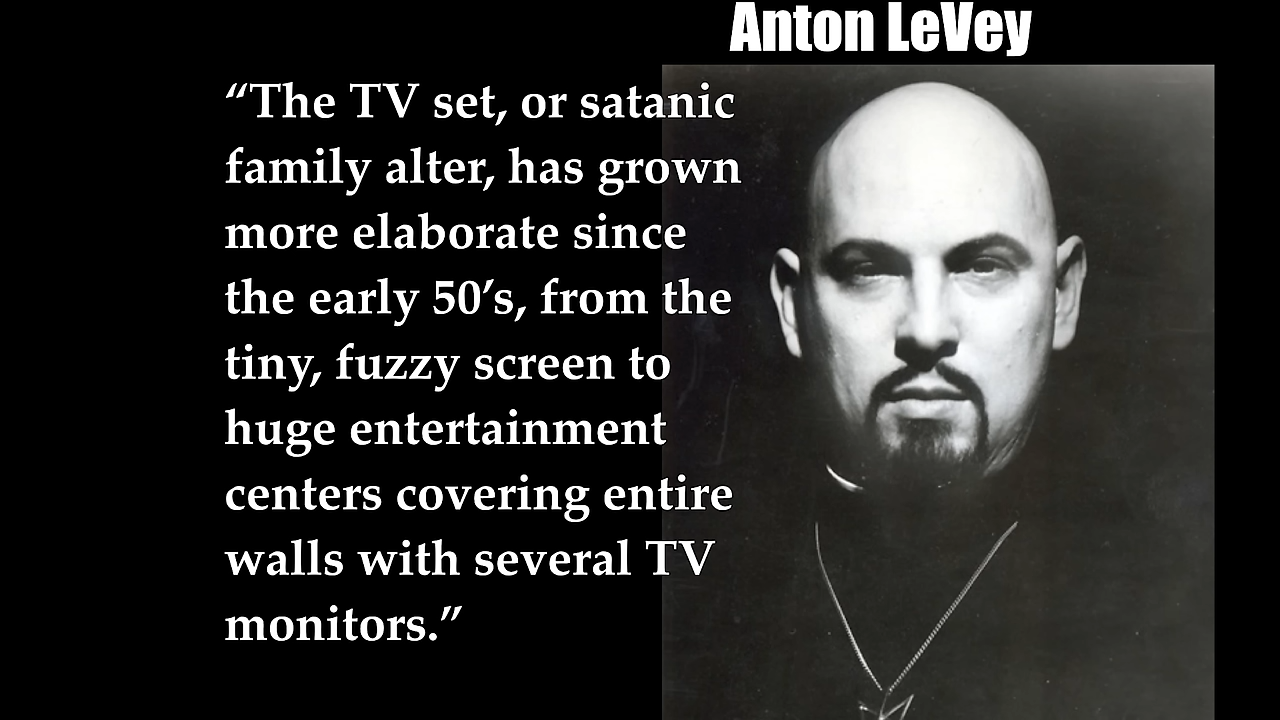 Anton LeVey
“The TV set, or satanic
family alter, has grown
more elaborate since
the early 50’s, from the
tiny, fuzzy screen to
huge entertainment
centers covering entire
walls with several TV
monitors.”